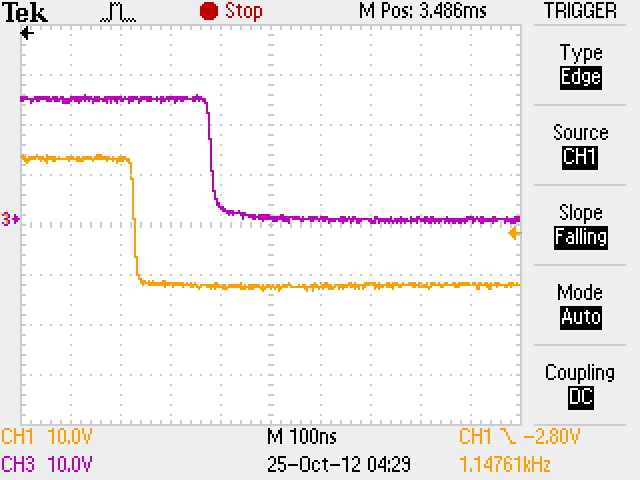 Tek Stop M Pos: 3.486ms TRIGGER
Type
Edge
Source
CH1
Slope
Falling
3
Mode
Auto
Coupling
DC
CH1 10.0V M 100ns CH1 -2.80V
CH3 10.0V 25-Oct-12 04:29 1.14761kHz